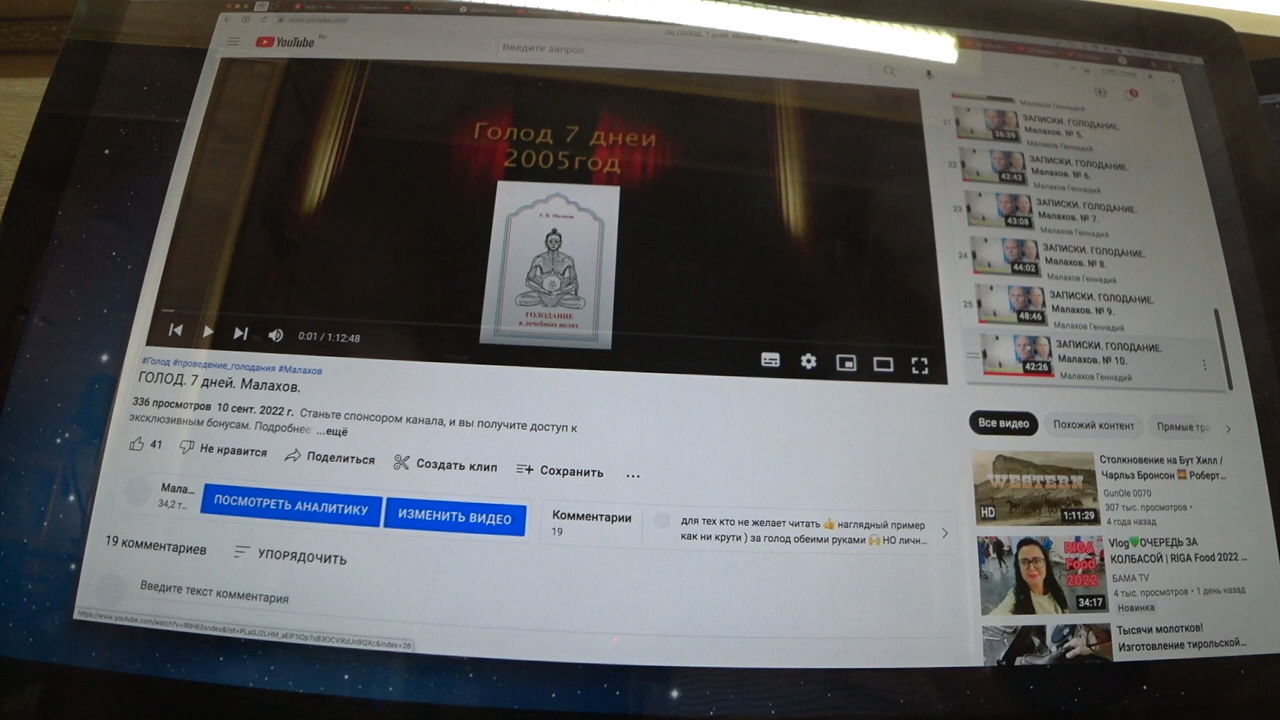 www.youtube.com
YouTube
RU
Введите запрос
Голод 7 дней
2005год
Г. П. Малахов
ГОЛОДАНИЕ
в лечебных целях
0:01 / 1:12:48
#Голод #проведение_голодания #Малахов
ГОЛОД. 7 дней. Малахов.
336 просмотров 10 сент. 2022 г. Станьте спонсором канала, и вы получите доступ к
эксклюзивным бонусам. Подробнее ...ещё
41 Не нравится Поделиться Создать клип Сохранить ...
Мала...
34,2 т...
ПОСМОТРЕТЬ АНАЛИТИКУ
ИЗМЕНИТЬ ВИДЕО
Комментарии
19
для тех кто не желает читать 👍 наглядный пример
как ни крути ) за голод обеими руками 🙌 НО личн...
19 комментариев
УПОРЯДОЧИТЬ
Введите текст комментария
Малахов Геннадий
21
36:39
ЗАПИСКИ. ГОЛОДАНИЕ.
Малахов. № 5.
Малахов Геннадий
22
42:43
ЗАПИСКИ. ГОЛОДАНИЕ.
Малахов. № 6.
Малахов Геннадий
23
43:08
ЗАПИСКИ. ГОЛОДАНИЕ.
Малахов. № 7.
Малахов Геннадий
24
44:02
ЗАПИСКИ. ГОЛОДАНИЕ.
Малахов. № 8.
Малахов Геннадий
25
48:46
ЗАПИСКИ. ГОЛОДАНИЕ.
Малахов. № 9.
Малахов Геннадий
42:26
ЗАПИСКИ. ГОЛОДАНИЕ.
Малахов. № 10.
Малахов Геннадий
Все видео
Похожий контент
Прямые тр
WESTERN
HD
1:11:29
Столкновение на Бут Хилл /
Чарльз Бронсон 🌅 Роберт...
GunOle 0070
307 тыс. просмотров •
4 года назад
RIGA
Food
2022
34:17
Vlog💚ОЧЕРЕДЬ ЗА
КОЛБАСОЙ | RIGA Food 2022 ...
БАМА TV
4 тыс. просмотров • 1 день назад
Новинка
Тысячи молотков!
Изготовление тирольской...